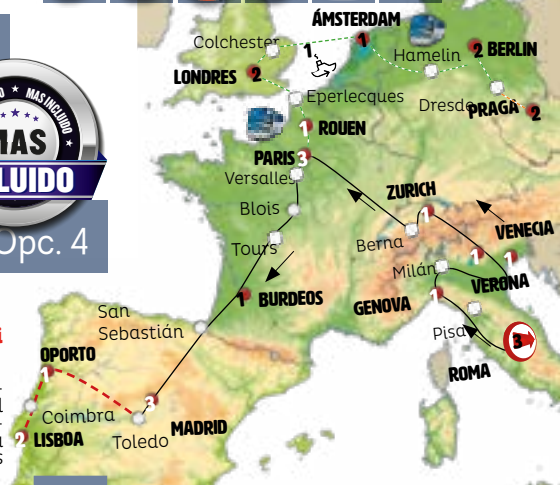 ÁMSTERDAM
1
Colchester
1
Hamelin
2 BERLIN
LONDRES 2
Eperlecques
Dresde
PRAGA 2
1 ROUEN
MAS INCLUIDO
MAS
LUIDO
PARIS 3
Versalles
ZURICH
1
Blois
VENECIA
Opc. 4
Tours
Berna
1
1
Milán
VERONA
1 BURDEOS
GENOVA 1
San
Sebastián
Pisa
3
OPORTO
1
ROMA
3
Coimbra
MADRID
2 LISBOA
Toledo